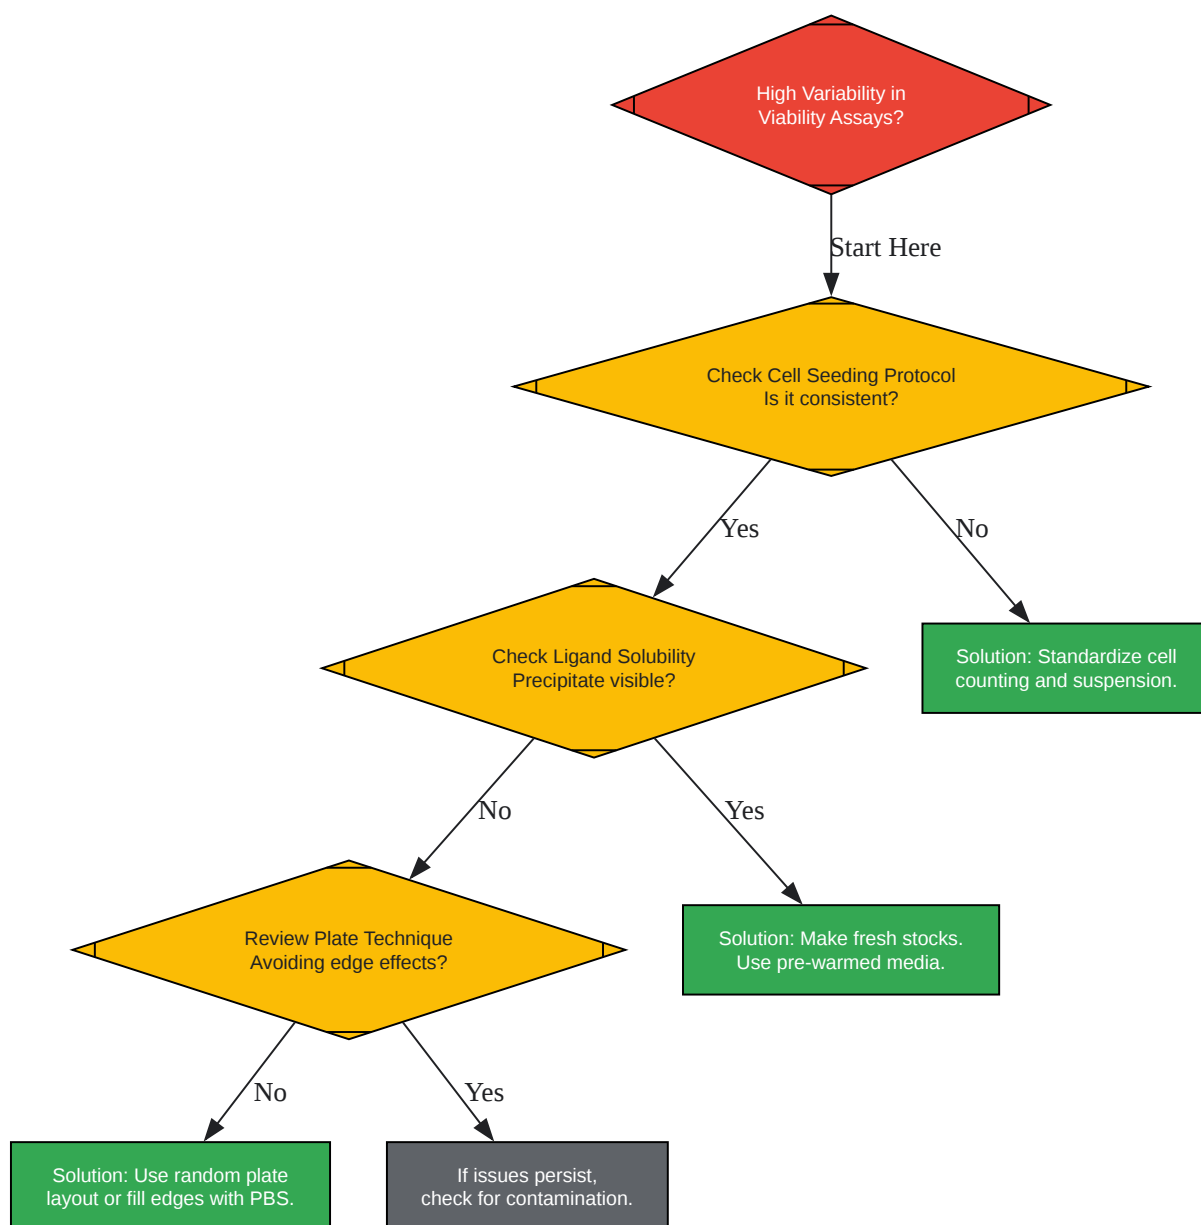 High Variability in
Viability Assays?
Start Here
Check Cell Seeding Protocol
Is it consistent?
Yes
No
Check Ligand Solubility
Precipitate visible?
Solution: Standardize cell
counting and suspension.
No
Yes
Review Plate Technique
Avoiding edge effects?
Solution: Make fresh stocks.
Use pre-warmed media.
No
Yes
Solution: Use random plate
layout or fill edges with PBS.
If issues persist,
check for contamination.